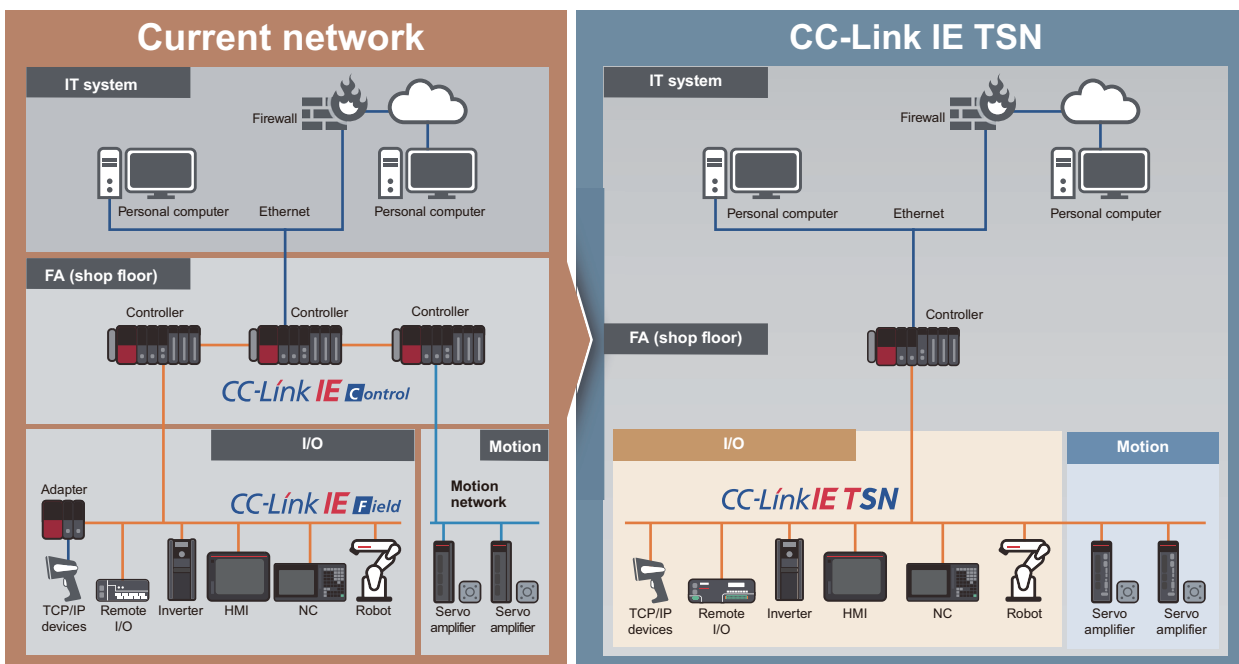 Current network
IT system
Firewall
Personal computer
Ethernet
Personal computer
FA (shop floor)
Controller
Controller
Controller
CC-Link IE Control
I/O
Motion
Adapter
CC-Link IE Field
Motion
network
TCP/IP
devices
Remote
I/O
Inverter
HMI
NC
Robot
Servo
amplifier
Servo
amplifier
CC-Link IE TSN
IT system
Firewall
Personal computer
Ethernet
Personal computer
Controller
FA (shop floor)
I/O
Motion
CC-Link IE TSN
TCP/IP
devices
Remote
I/O
Inverter
HMI
NC
Robot
Servo
amplifier
Servo
amplifier